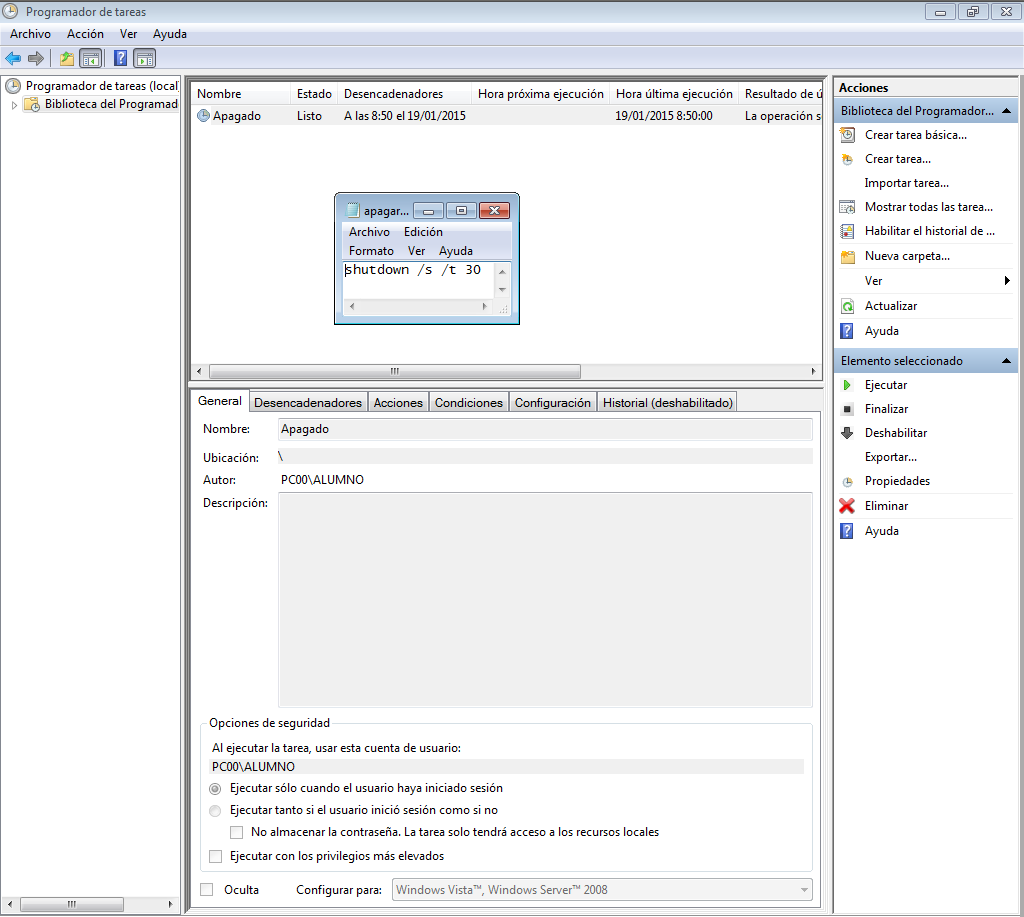 Programador de tareas
Archivo Acción Ver Ayuda
Programador de tareas (local
Biblioteca del Programad
Nombre Estado Desencadenadores Hora próxima ejecución Hora última ejecución Resultado de ú
Apagado Listo A las 8:50 el 19/01/2015 19/01/2015 8:50:00 La operación s
apagar...
Archivo Edición
Formato Ver Ayuda
shutdown /s /t 30
General Desencadenadores Acciones Condiciones Configuración Historial (deshabilitado)
Nombre: Apagado
Ubicación: \
Autor: PC00\ALUMNO
Descripción:
Opciones de seguridad
Al ejecutar la tarea, usar esta cuenta de usuario:
PC00\ALUMNO
Ejecutar sólo cuando el usuario haya iniciado sesión
Ejecutar tanto si el usuario inició sesión como si no
No almacenar la contraseña. La tarea solo tendrá acceso a los recursos locales
Ejecutar con los privilegios más elevados
Oculta Configurar para: Windows Vista™, Windows Server™ 2008
Acciones
Biblioteca del Programador...
Crear tarea básica...
Crear tarea...
Importar tarea...
Mostrar todas las tarea...
Habilitar el historial de ...
Nueva carpeta...
Ver
Actualizar
Ayuda
Elemento seleccionado
Ejecutar
Finalizar
Deshabilitar
Exportar...
Propiedades
Eliminar
Ayuda